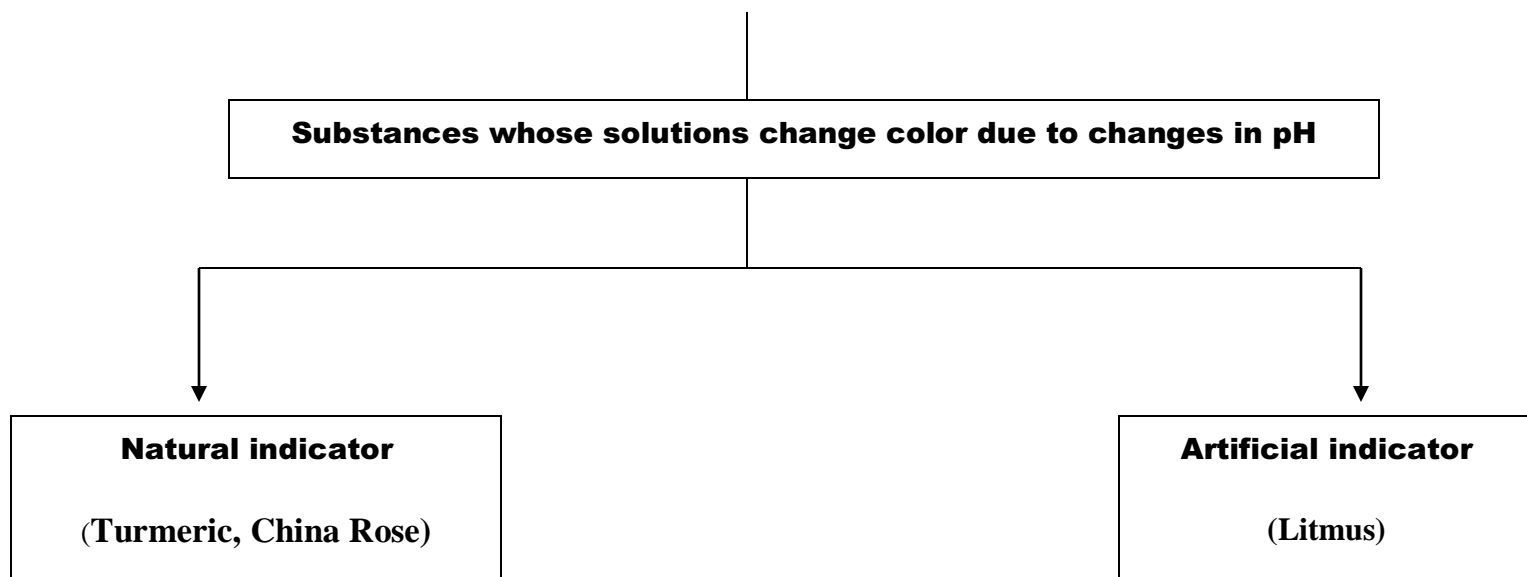 Substances whose solutions change color due to changes in pH
Natural indicator
(Turmeric, China Rose)
Artificial indicator
(Litmus)